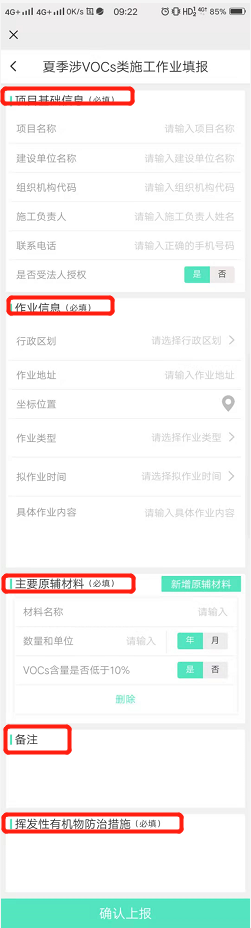 4G+ 4G+ 0K/s 09:22 HD 4G+ 85%
夏季涉VOCs类施工作业填报
项目基础信息（必填）
项目名称 请输入项目名称
建设单位名称 请输入建设单位名称
组织机构代码 请输入组织机构代码
施工负责人 请输入施工负责人姓名
联系电话 请输入正确的手机号码
是否受法人授权 是 否
作业信息（必填）
行政区划 请选择行政区划
作业地址 请输入作业地址
坐标位置
作业类型 请选择作业类型
拟作业时间 请选择拟作业时间
具体作业内容 请输入具体作业内容
主要原辅材料（必填） 新增原辅材料
材料名称 请输入
数量和单位 请输入 年 月
VOCs含量是否低于10% 是 否
删除
备注
挥发性有机物防治措施（必填）
确认上报